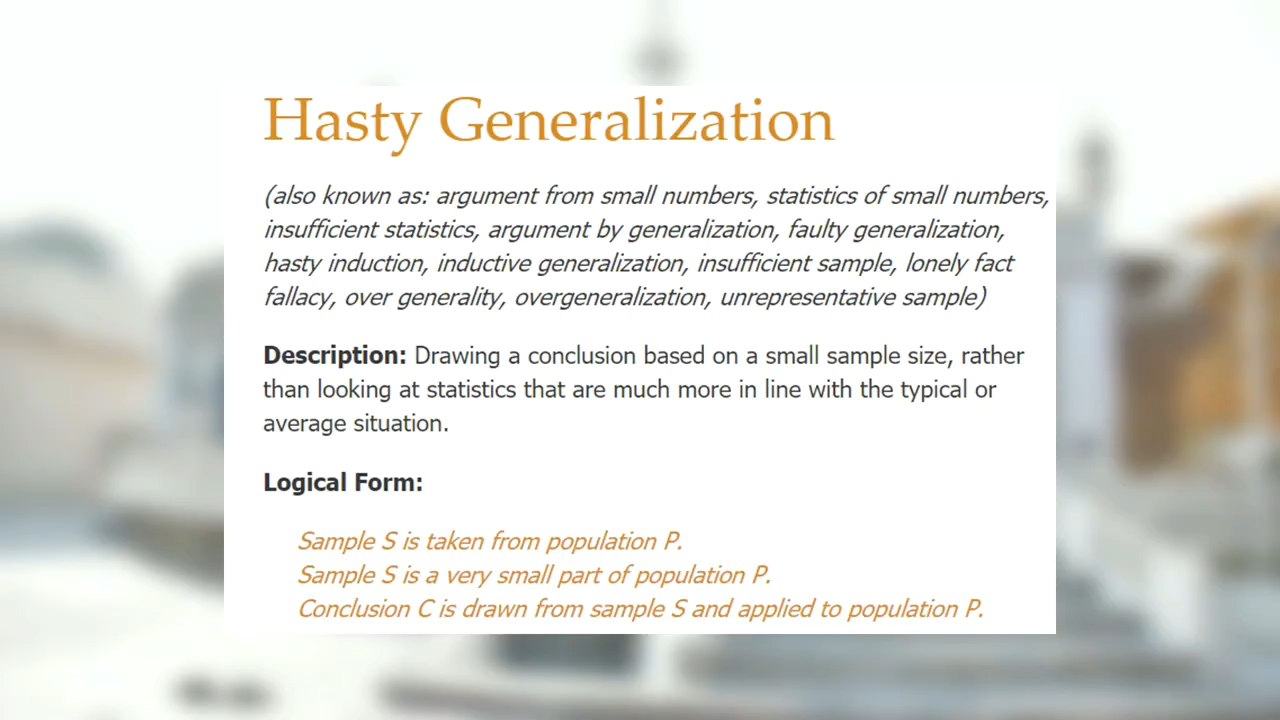 Hasty Generalization
(also known as: argument from small numbers, statistics of small numbers,
insufficient statistics, argument by generalization, faulty generalization,
hasty induction, inductive generalization, insufficient sample, lonely fact
fallacy, over generality, overgeneralization, unrepresentative sample)
Description: Drawing a conclusion based on a small sample size, rather
than looking at statistics that are much more in line with the typical or
average situation.
Logical Form:
Sample S is taken from population P.
Sample S is a very small part of population P.
Conclusion C is drawn from sample S and applied to population P.